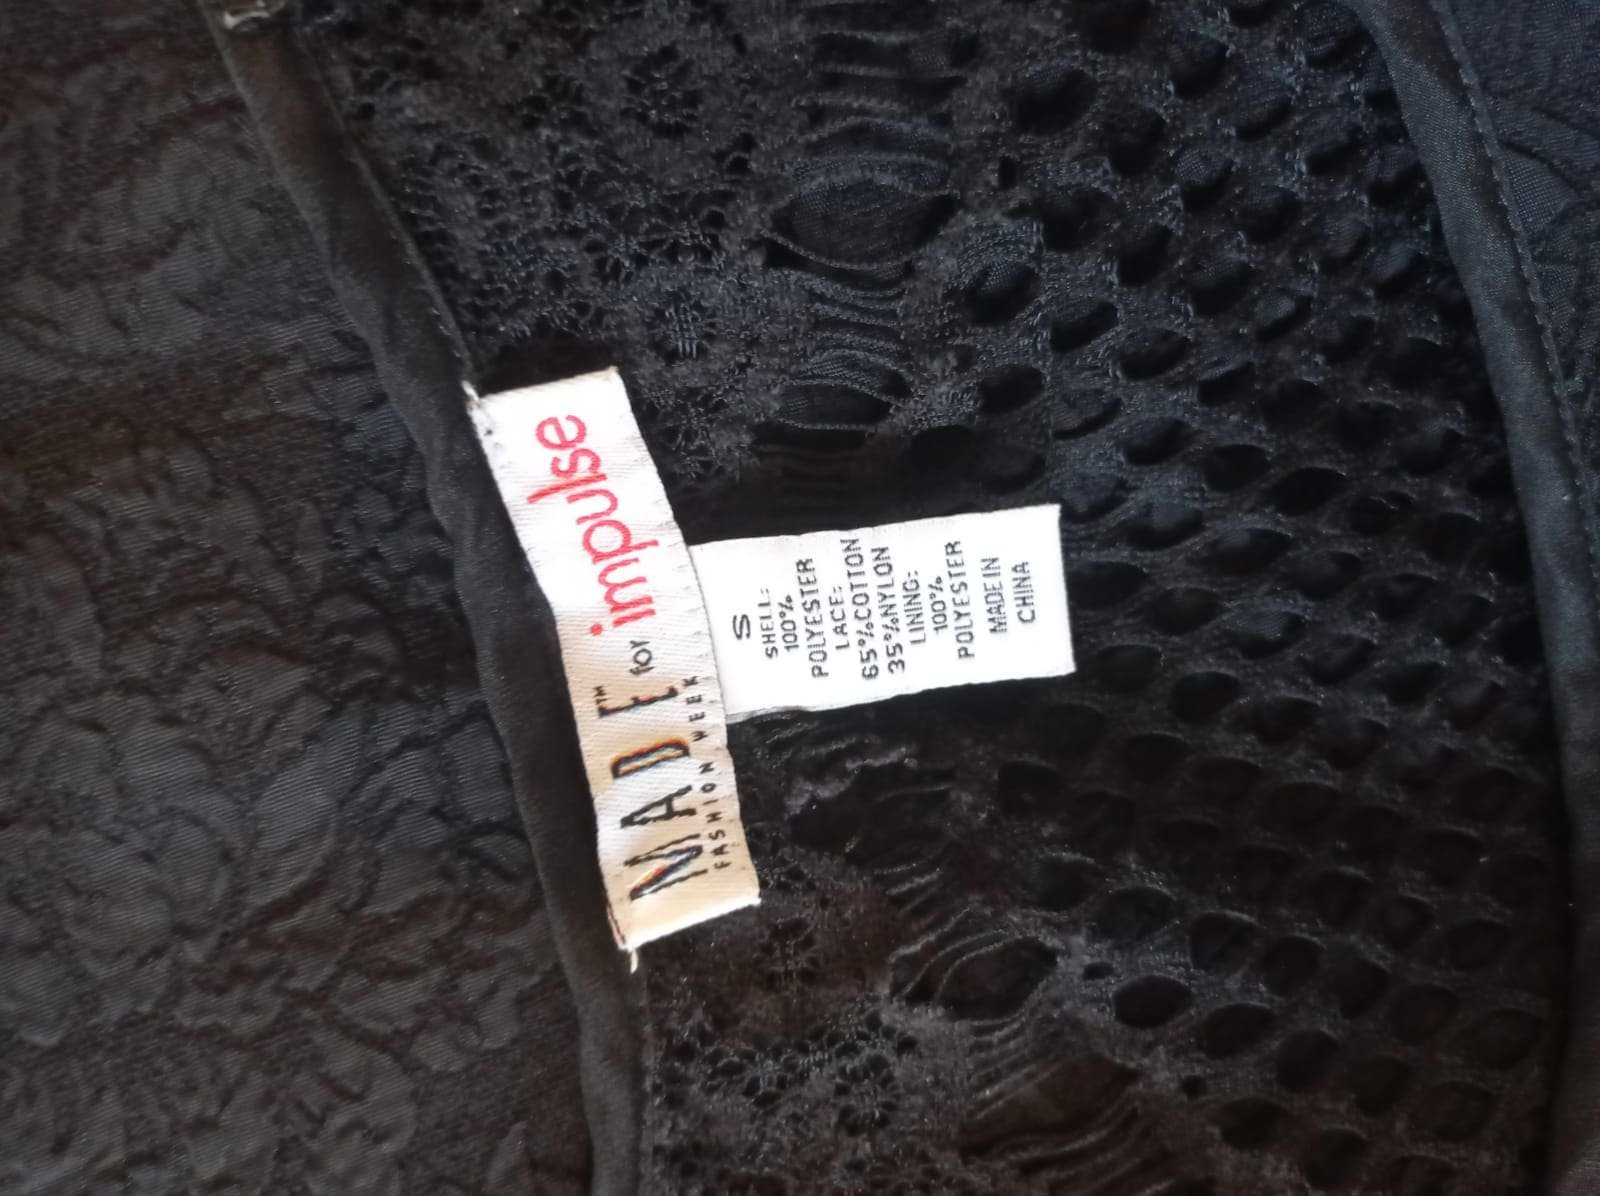 MADE™ for impulse
FASHION WEEK
S
SHELL:
100%
POLYESTER
LACE:
65%COTTON
35%NYLON
LINING:
100%
POLYESTER
MADE IN
CHINA